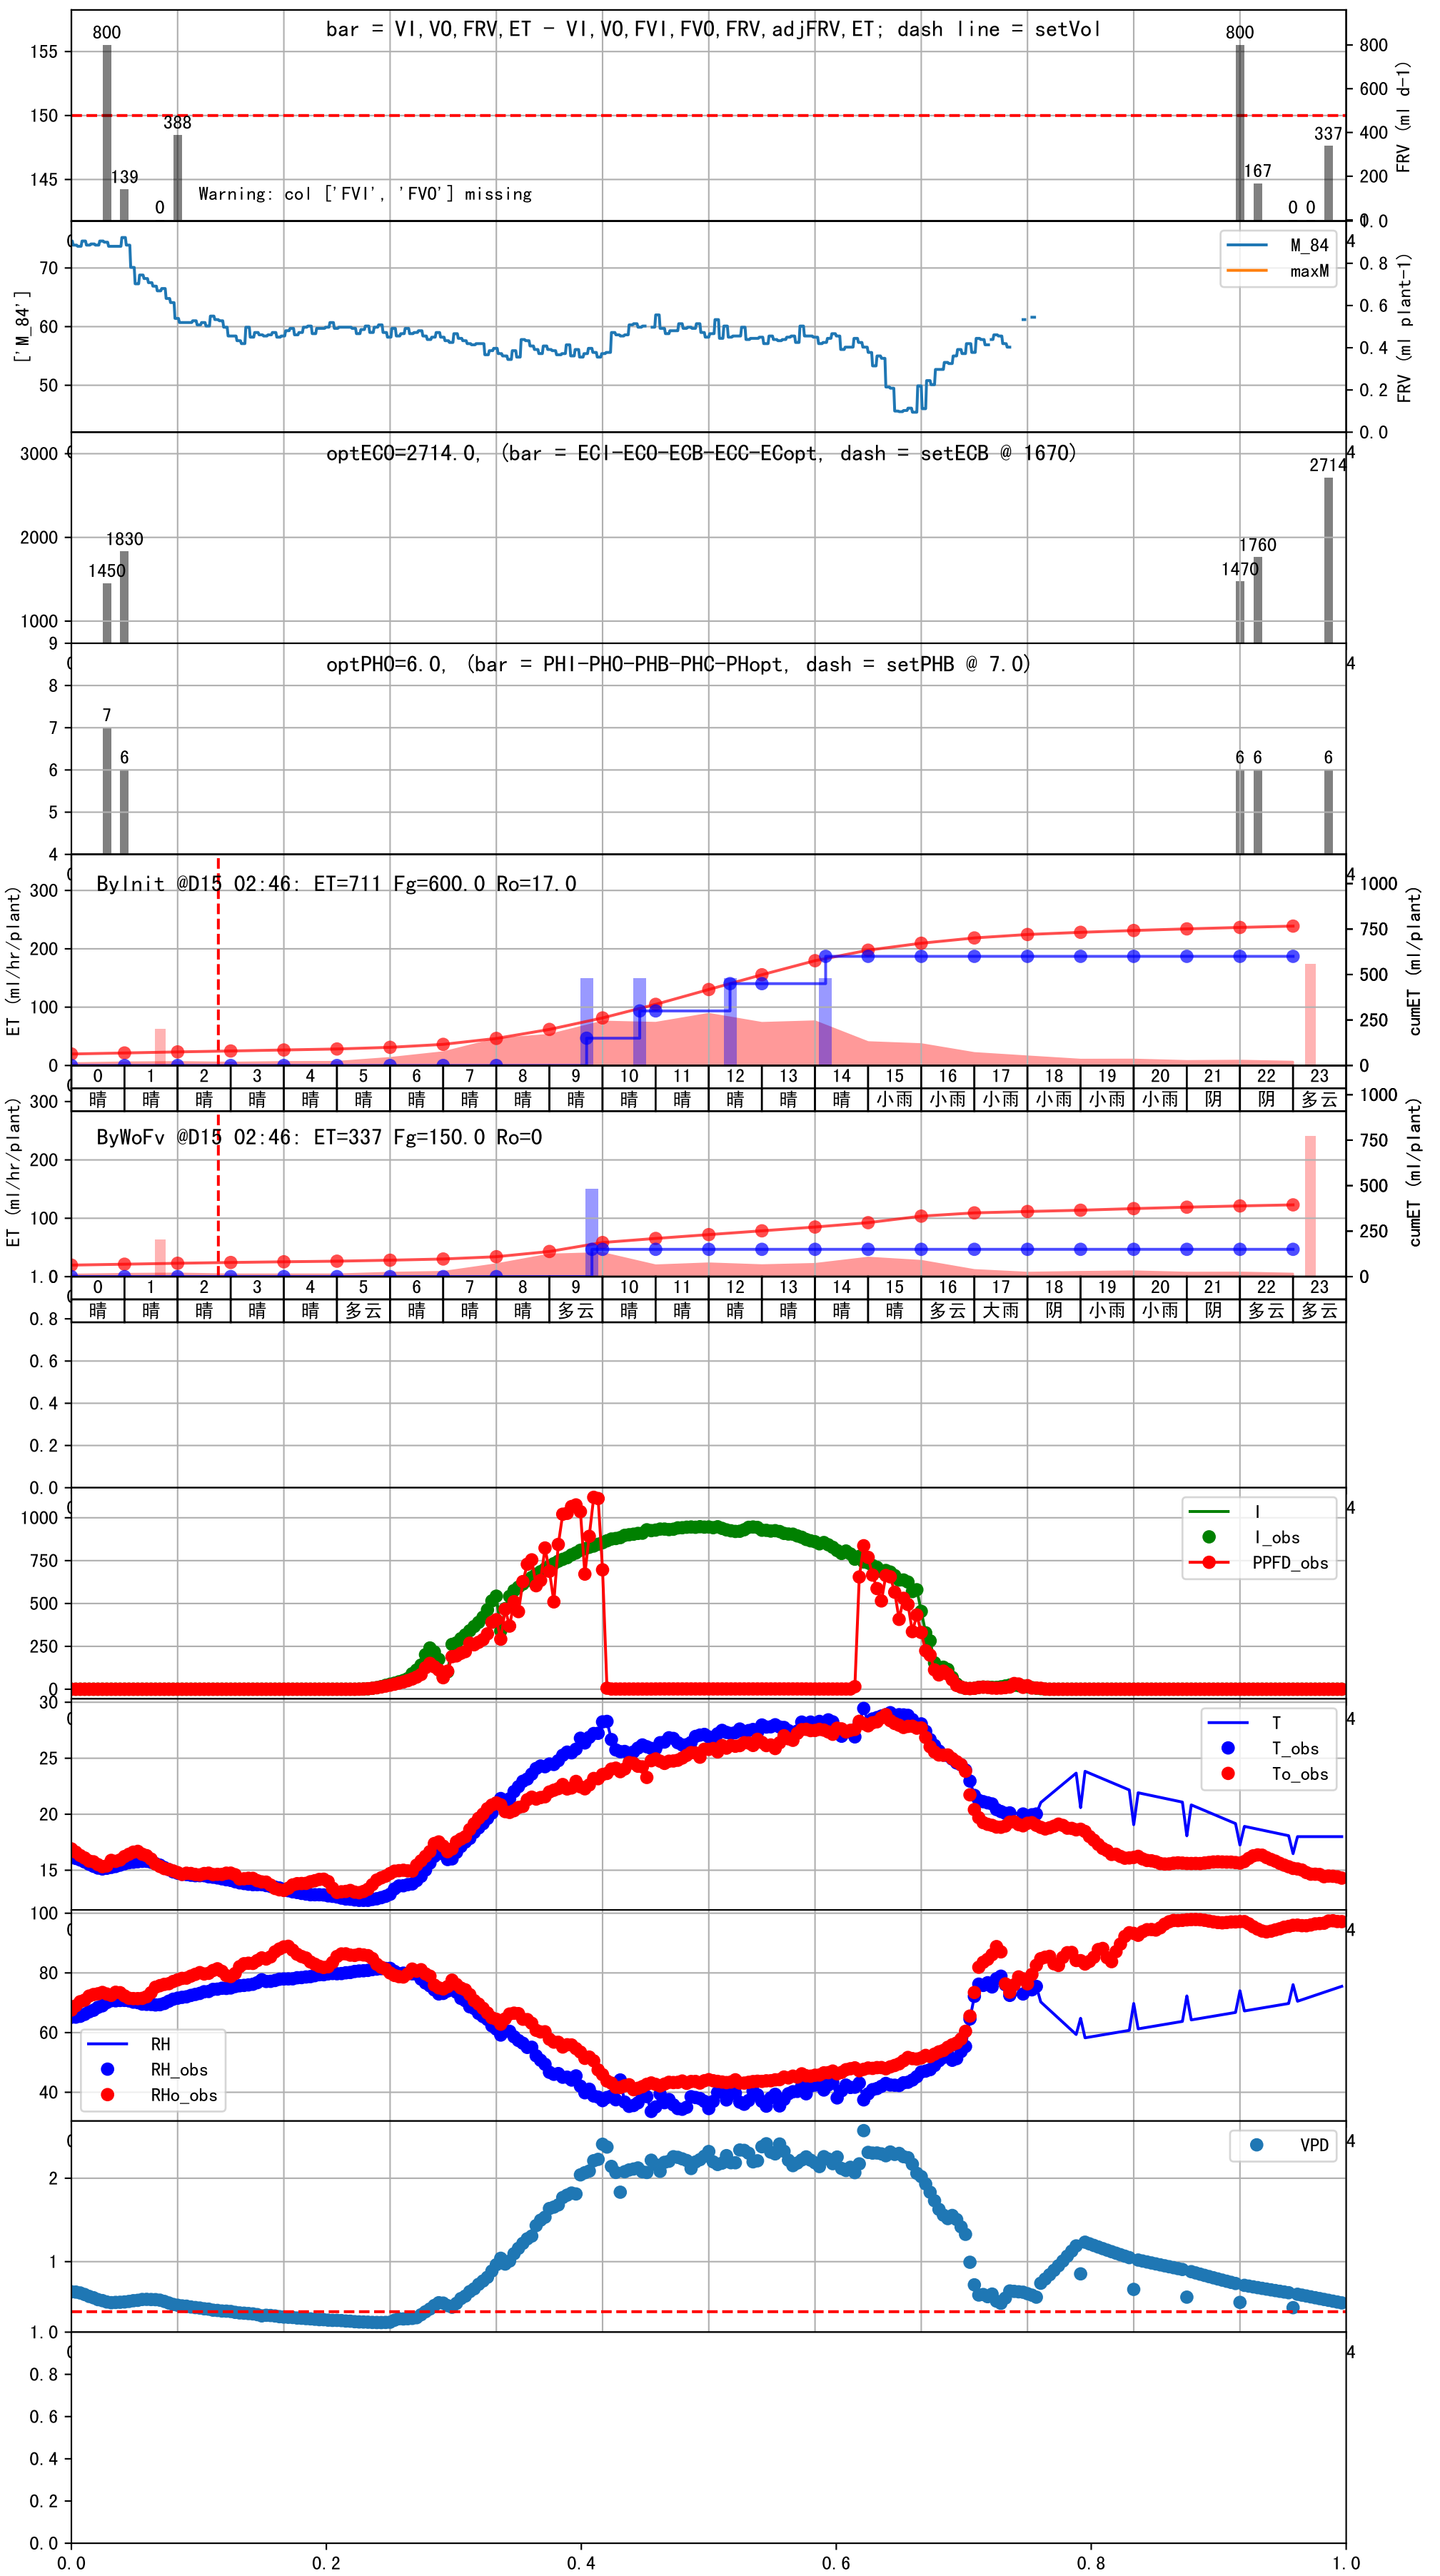 bar = VI,VO,FRV,ET - VI,VO,FVI,FVO,FRV,adjFRV,ET; dash line = setVol
800
139
0
388
Warning: col ['FVI', 'FVO'] missing
800
167
0
0
337
155
150
145
800
600
400
200
0
FRV (ml d-1)
M_84
maxM
['M_84']
70
60
50
1.0
0.8
0.6
0.4
0.2
0.0
FRV (ml plant-1)
optECO=2714.0, (bar = ECI-ECO-ECB-ECC-ECopt, dash = setECB @ 1670)
3000
2000
1000
1450
1830
1470
1760
2714
optPHO=6.0, (bar = PHI-PHO-PHB-PHC-PHopt, dash = setPHB @ 7.0)
9
8
7
6
5
4
7
6
6
6
6
ByInit @D15 02:46: ET=711 Fg=600.0 Ro=17.0
ET (ml/hr/plant)
300
200
100
0
1000
750
500
250
0
cumET (ml/plant)
0 1 2 3 4 5 6 7 8 9 10 11 12 13 14 15 16 17 18 19 20 21 22 23
晴 晴 晴 晴 晴 晴 晴 晴 晴 晴 晴 晴 晴 晴 晴 小雨 小雨 小雨 小雨 小雨 小雨 阴 阴 多云
ByWoFv @D15 02:46: ET=337 Fg=150.0 Ro=0
ET (ml/hr/plant)
300
200
100
1000
750
500
250
0
cumET (ml/plant)
0 1 2 3 4 5 6 7 8 9 10 11 12 13 14 15 16 17 18 19 20 21 22 23
晴 晴 晴 晴 晴 多云 晴 晴 晴 多云 晴 晴 晴 晴 晴 晴 多云 大雨 阴 小雨 小雨 阴 多云 多云
1.0
0.8
0.6
0.4
0.2
0.0
I
I_obs
PPFD_obs
1000
750
500
250
0
T
T_obs
To_obs
30
25
20
15
RH
RH_obs
RHo_obs
100
80
60
40
VPD
2
1
1.0
0.8
0.6
0.4
0.2
0.0
0.0 0.2 0.4 0.6 0.8 1.0